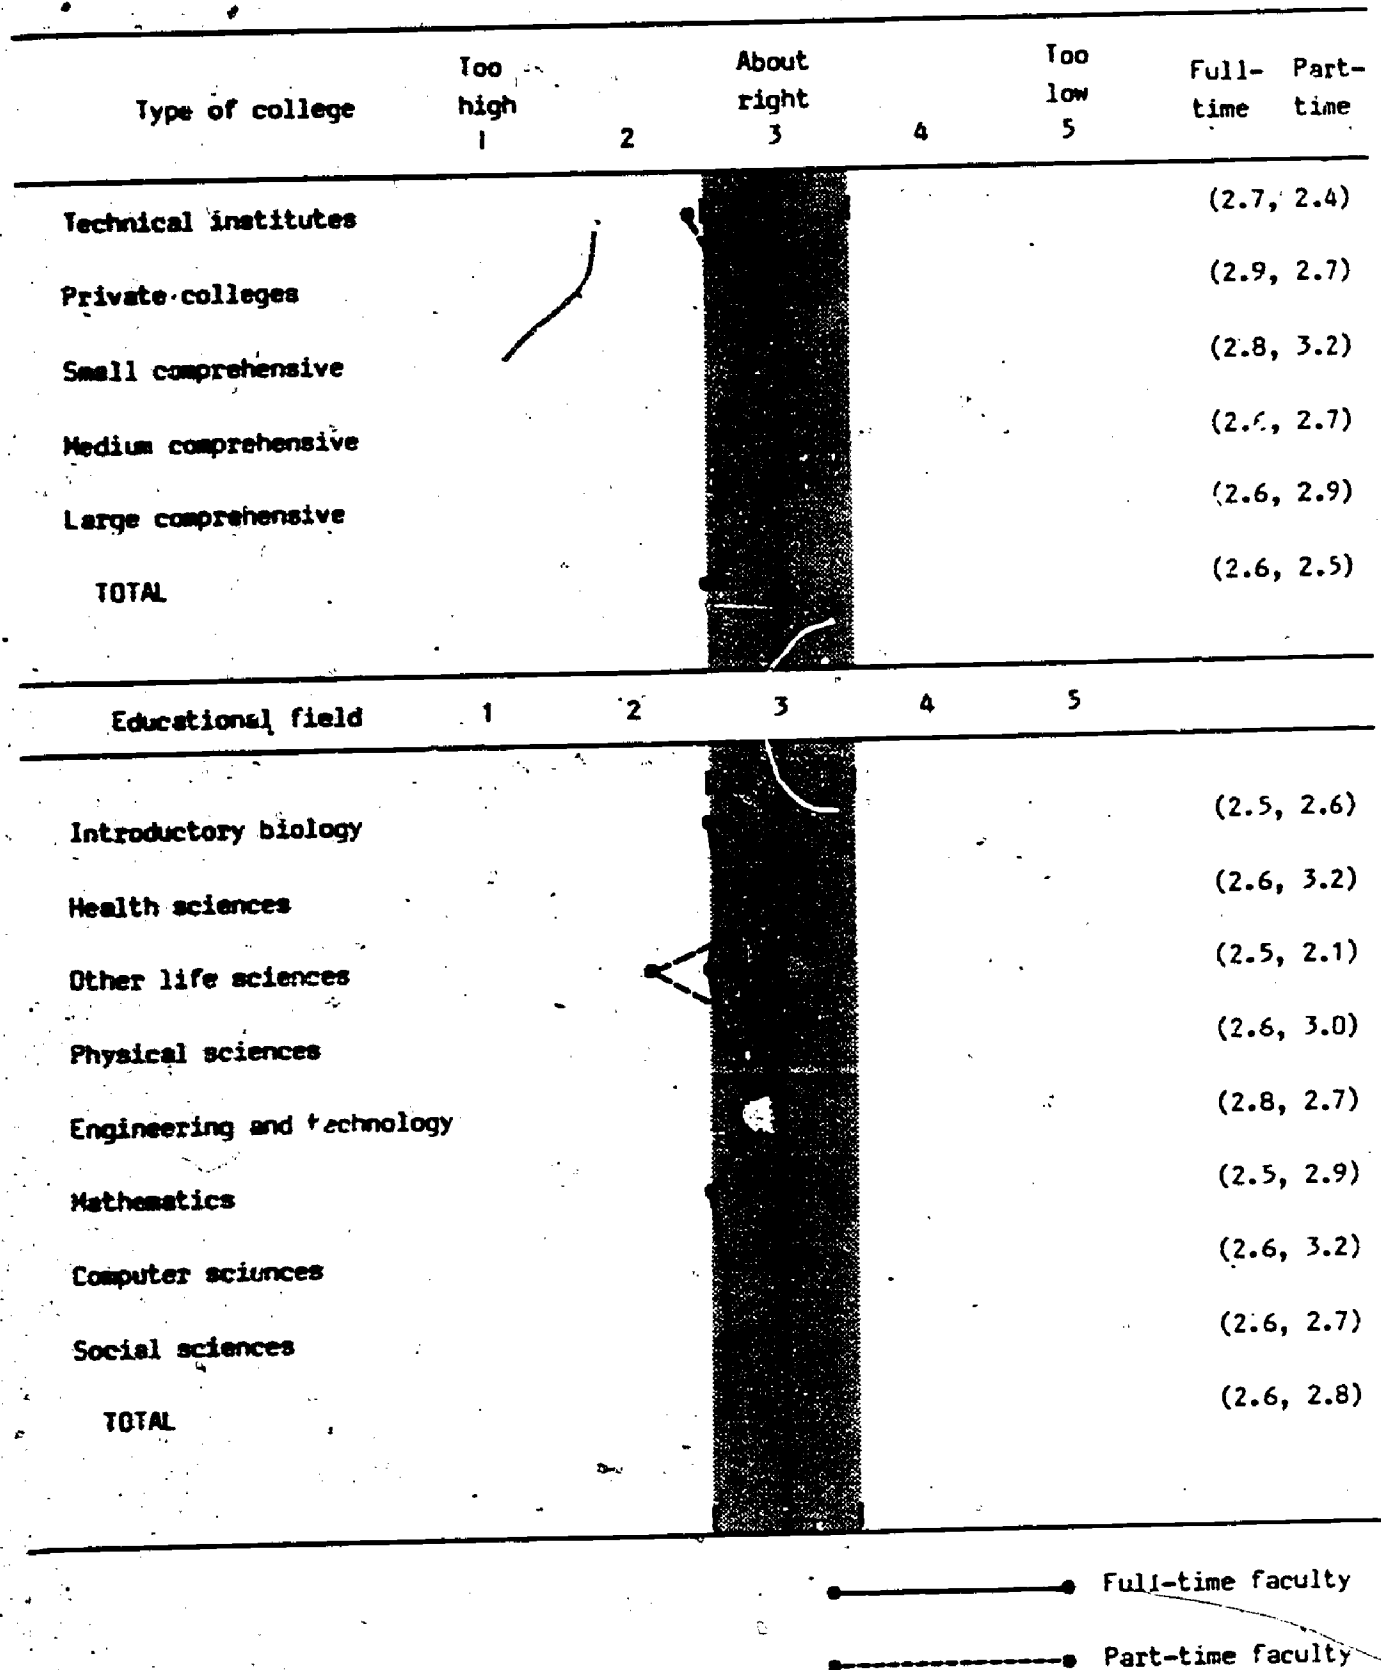 Type of college Too high 1 2 About right 3 4 Too low 5 Full-time Part-time
Technical institutes (2.7, 2.4)
Private colleges (2.9, 2.7)
Small comprehensive (2.8, 3.2)
Medium comprehensive 2.7)
Large comprehensive (2.6, 2.9)
TOTAL (2.6, 2.5)
Educational field 1 2 3 4 5
Introductory biology (2.5, 2.6)
Health sciences (2.6, 3.2)
Other life sciences (2.5, 2.1)
Physical sciences (2.6, 3.0)
Engineering and technology (2.8, 2.7)
Mathematics (2.5, 2.9)
Computer sciences (2.6, 3.2)
Social sciences (2.6, 2.7)
TOTAL (2.6, 2.8)
Full-time faculty
Part-time faculty